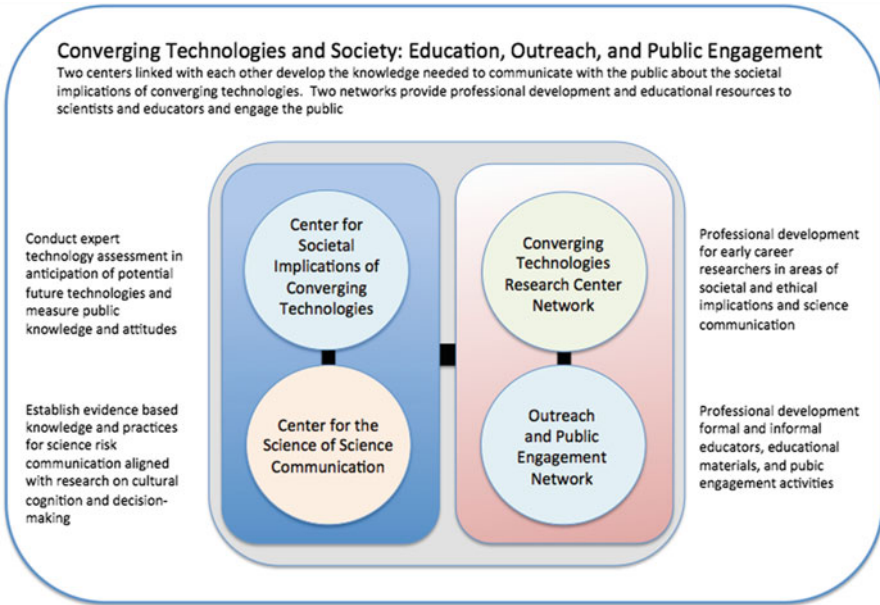 Converging Technologies and Society: Education, Outreach, and Public Engagement
Two centers linked with each other develop the knowledge needed to communicate with the public about the societal
implications of converging technologies.  Two networks provide professional development and educational resources to
scientists and educators and engage the public
Conduct expert
technology assessment in
anticipation of potential
future technologies and
measure public
knowledge and attitudes
Center for
Societal
Implications of
Converging
Technologies
Converging
Technologies
Research Center
Network
Professional development
for early career
researchers in areas of
societal and ethical
implications and science
communication
Establish evidence based
knowledge and practices
for science risk
communication aligned
with research on cultural
cognition and decision-
making
Center for the
Science of Science
Communication
Outreach
and Public
Engagement
Network
Professional development
formal and informal
educators, educational
materials, and pubic
engagement activities